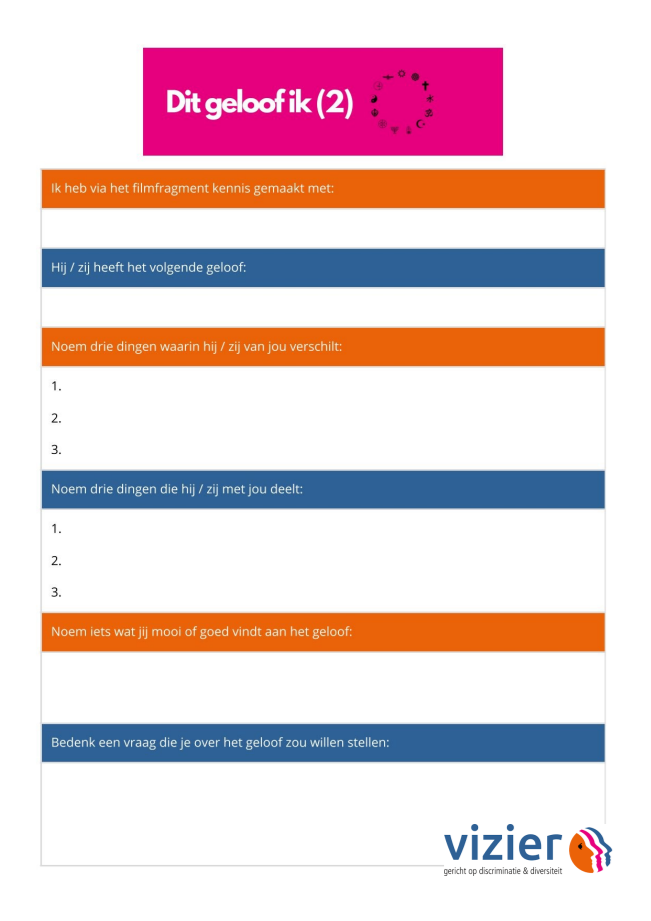 Dit geloof ik (2)
Ik heb via het filmfragment kennis gemaakt met:
Hij / zij heeft het volgende geloof:
Noem drie dingen waarin hij / zij van jou verschilt:
1.
2.
3.
Noem drie dingen die hij / zij met jou deelt:
1.
2.
3.
Noem iets wat jij mooi of goed vindt aan het geloof:
Bedenk een vraag die je over het geloof zou willen stellen:
vizier
gericht op discriminatie & diversiteit